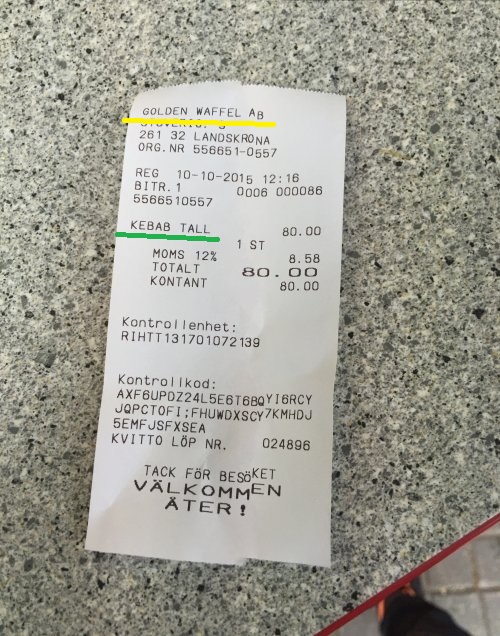 GOLDEN WAFFEL AB
261 32 LANDSKRONA
ORG.NR 556651-0557
REG 10-10-2015 12:16
BITR.1 0006 000086
5566510557
KEBAB TALL 80.00
1 ST
MOMS 12% 8.58
TOTALT 80.00
KONTANT 80.00
Kontrollenhet:
RIHTT131701072139
Kontrollkod:
AXF6UPDZ24L5E6T6BQYI6RCY
JQPCTOFI;FHUWDXSCY7KMHDJ
5EMFJSFXSEA
KVITTO LÖP NR. 024896
TACK FÖR BESÖKET
VÄLKOMMEN
ÅTER!